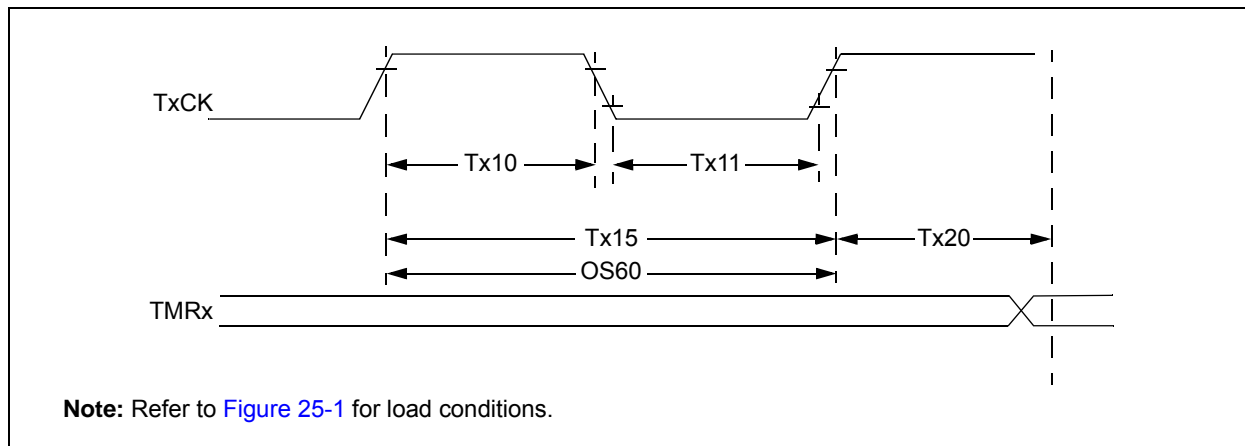 TxCK
Tx10
Tx11
Tx15
Tx20
OS60
TMRx
Note: Refer to Figure 25-1 for load conditions.